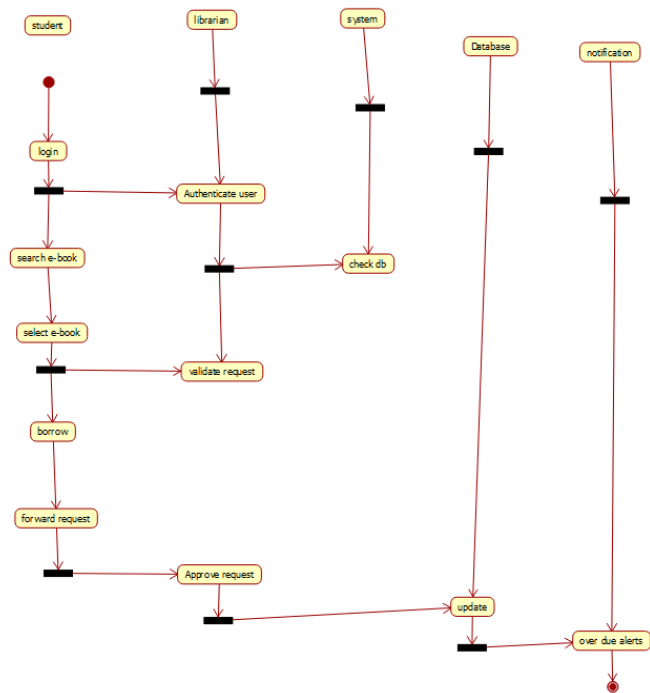 student
librarian
system
Database
notification
login
Authenticate user
search e-book
check db
select e-book
validate request
borrow
forward request
Approve request
update
over due alerts